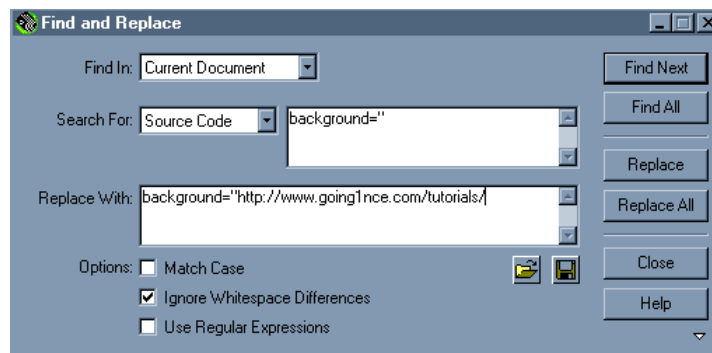 Find and Replace
Find In: Current Document
Find Next
Find All
Search For: Source Code background="
Replace
Replace With: background="http://www.going1nce.com/tutorials/
Replace All
Options: Match Case
Close
Ignore Whitespace Differences
Help
Use Regular Expressions